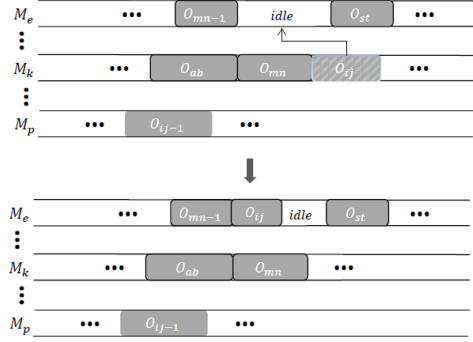 M_e ••• O_{mn-1} idle O_{st} •••
M_k ••• O_{ab} O_{mn} O_{ij} •••
M_p ••• O_{ij-1} •••
M_e ••• O_{mn-1} O_{ij} idle O_{st} •••
M_k ••• O_{ab} O_{mn} •••
M_p ••• O_{ij-1} •••